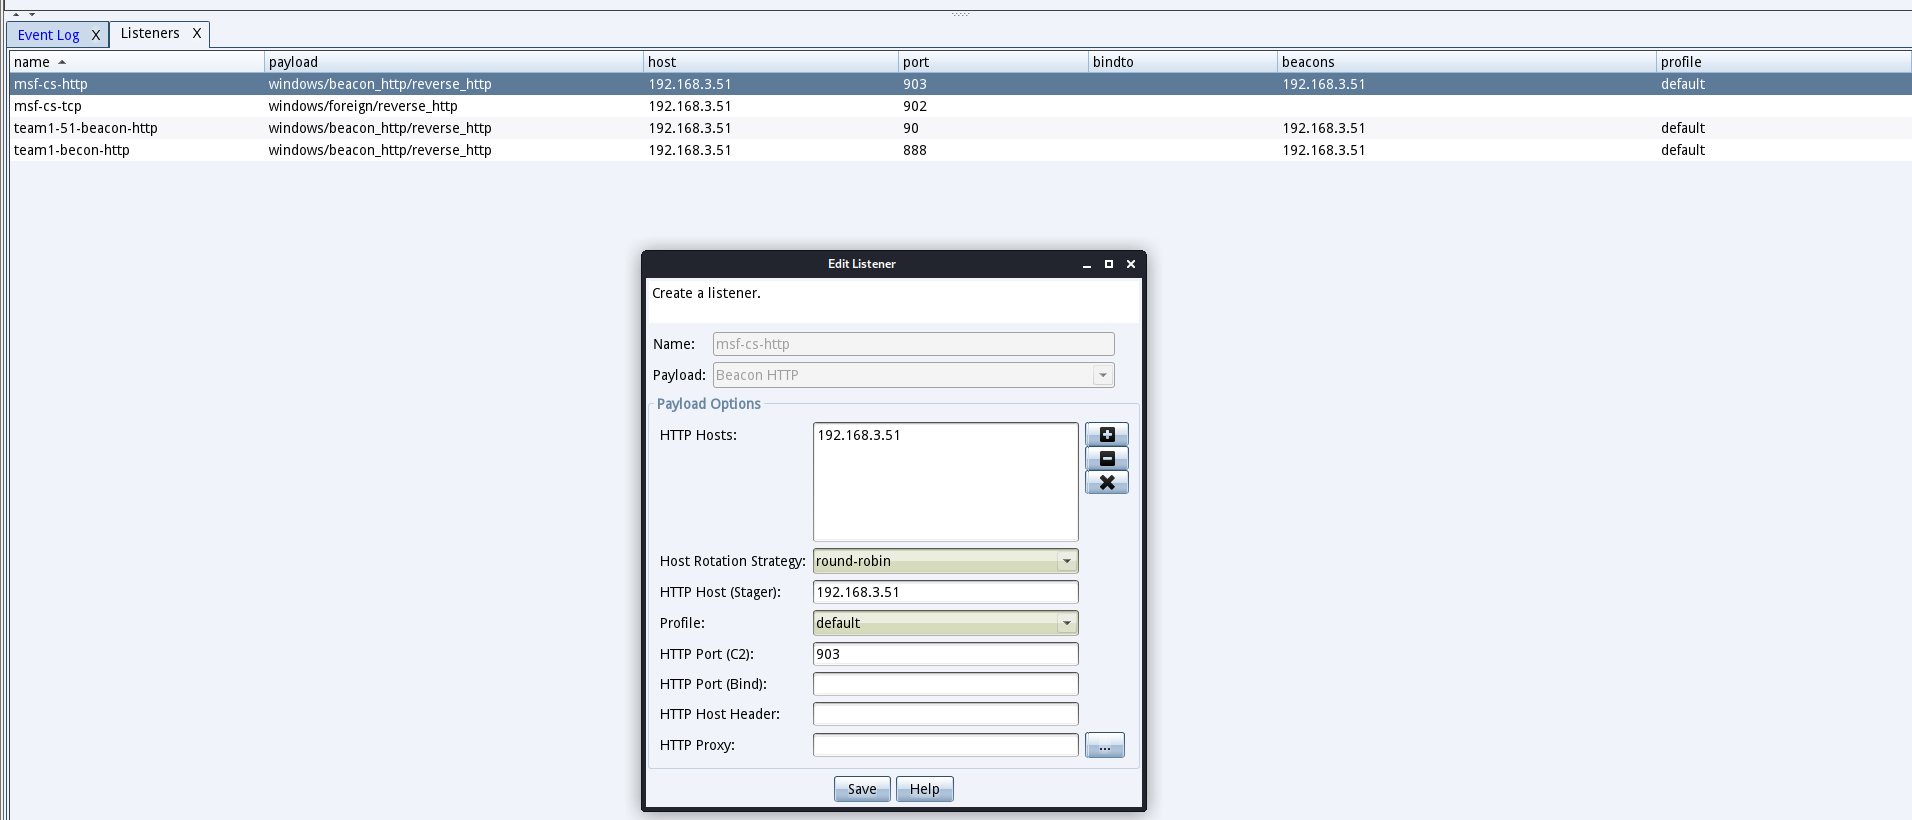 Event Log X Listeners X
name payload host port bindto beacons profile
msf-cs-http windows/beacon_http/reverse_http 192.168.3.51 903 192.168.3.51 default
msf-cs-tcp windows/foreign/reverse_http 192.168.3.51 902
team1-51-beacon-http windows/beacon_http/reverse_http 192.168.3.51 90 192.168.3.51 default
team1-becon-http windows/beacon_http/reverse_http 192.168.3.51 888 192.168.3.51 default
Edit Listener
Create a listener.
Name: msf-cs-http
Payload: Beacon HTTP
Payload Options
HTTP Hosts: 192.168.3.51
Host Rotation Strategy: round-robin
HTTP Host (Stager): 192.168.3.51
Profile: default
HTTP Port (C2): 903
HTTP Port (Bind):
HTTP Host Header:
HTTP Proxy: ...
Save Help